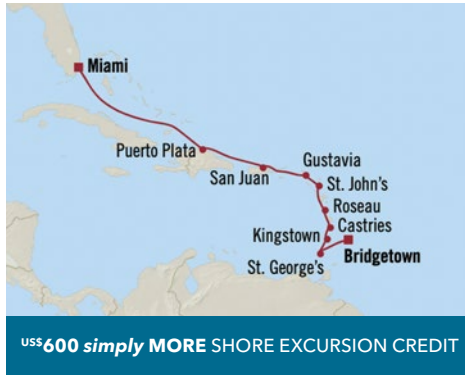 Miami
Puerto Plata
San Juan
Gustavia
St. John's
Roseau
Castries
Kingstown
Bridgetown
St. George's
US$600 simply MORE SHORE EXCURSION CREDIT